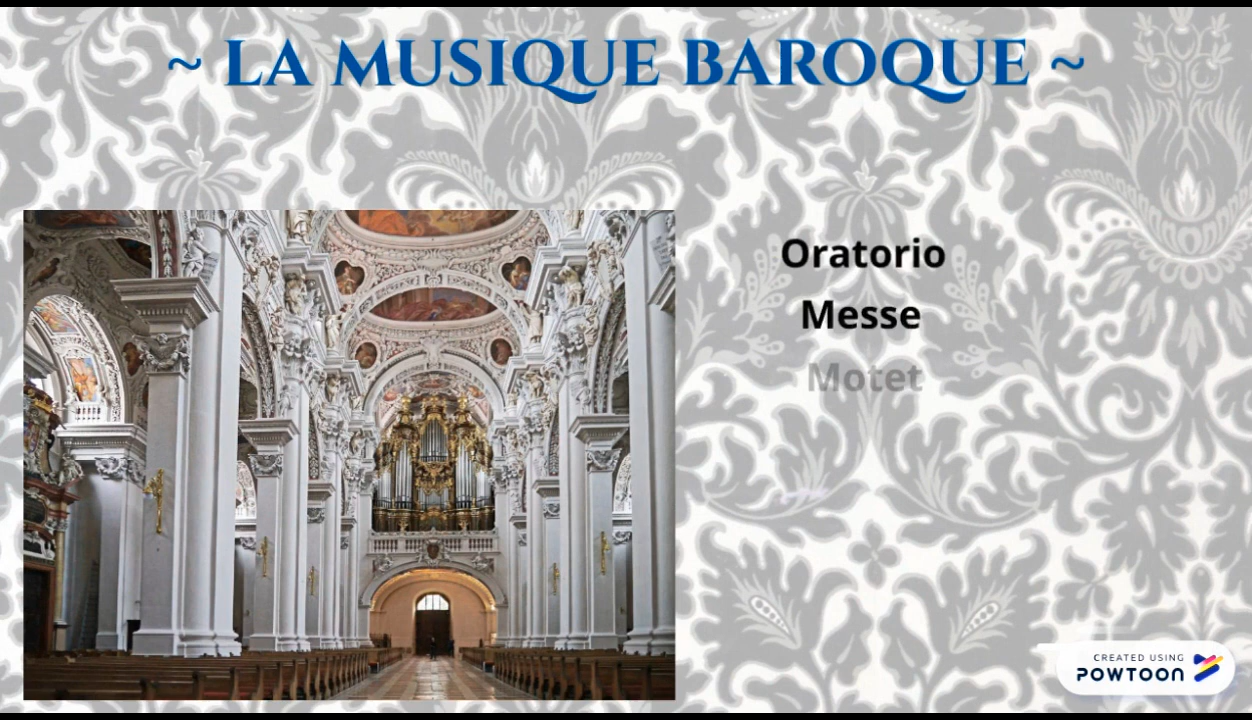 ~ LA MUSIQUE BAROQUE ~
Oratorio
Messe
Motet
CREATED USING
POWTOON